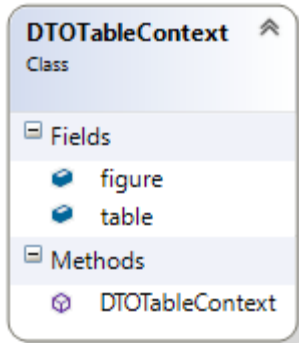 DTOTableContext
Class
Fields
figure
table
Methods
DTOTableContext